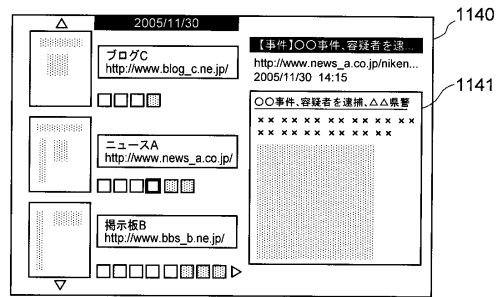 2005/11/30
ブログC
http://www.blog_c.ne.jp/
ニュースA
http://www.news_a.co.jp/
掲示板B
http://www.bbs_b.ne.jp/
【事件】〇〇事件、容疑者を逮...
http://www.news_a.co.jp/niken...
2005/11/30 14:15
〇〇事件、容疑者を逮捕、△△県警
×× ×× ×× ×× ×× ×× ××
×× ×× ×× ×× ×× ××
1140
1141